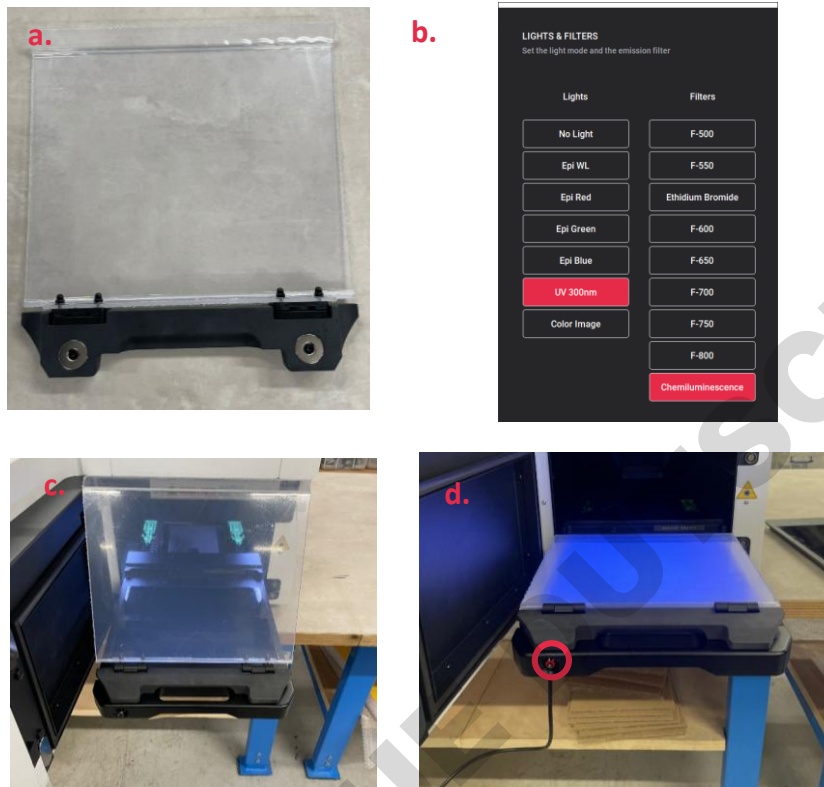 a.
b.
LIGHTS & FILTERS
Set the light mode and the emission filter
Lights Filters
No Light F-500
Epi WL F-550
Epi Red Ethidium Bromide
Epi Green F-600
Epi Blue F-650
UV 300nm F-700
Color Image F-750
F-800
Chemiluminescence
c.
d.